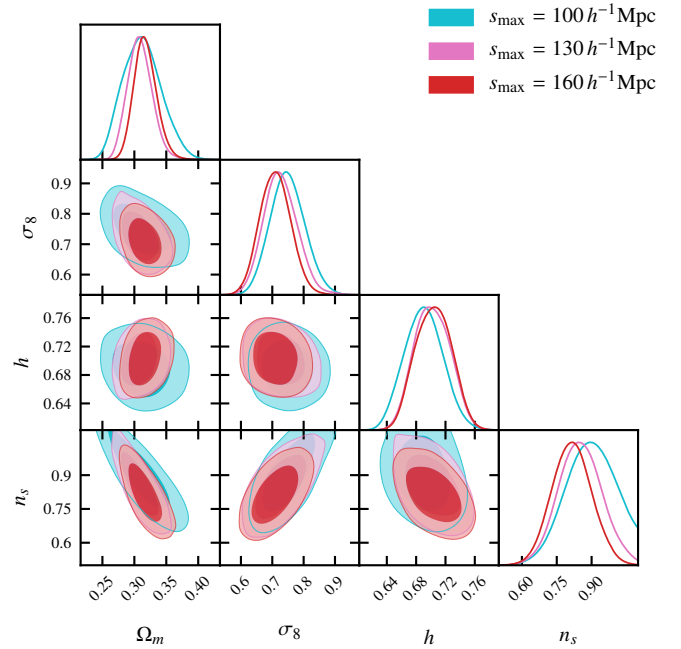 s_max = 100 h⁻¹Mpc
s_max = 130 h⁻¹Mpc
s_max = 160 h⁻¹Mpc
0.9
0.8
0.7
0.6
σ₈
0.76
0.72
0.68
0.64
h
0.9
0.75
0.6
n_s
0.25 0.30 0.35 0.40 0.6 0.7 0.8 0.9 0.64 0.68 0.72 0.76 0.60 0.75 0.90
Ω_m σ₈ h n_s